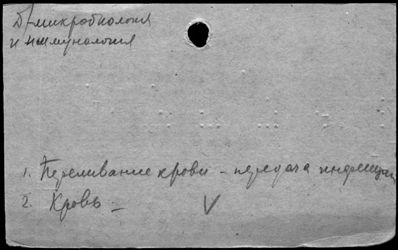 Д/микробиология
и иммунология
1. Переливание крови – передача инфекции
2. Кровь –
V